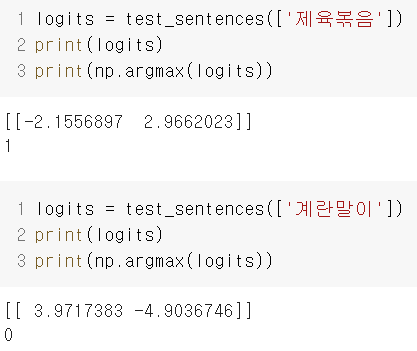 1 logits = test_sentences(['제육볶음'])
2 print(logits)
3 print(np.argmax(logits))
[[-2.1556897  2.9662023]]
1
1 logits = test_sentences(['계란말이'])
2 print(logits)
3 print(np.argmax(logits))
[[ 3.9717383 -4.9036746]]
0